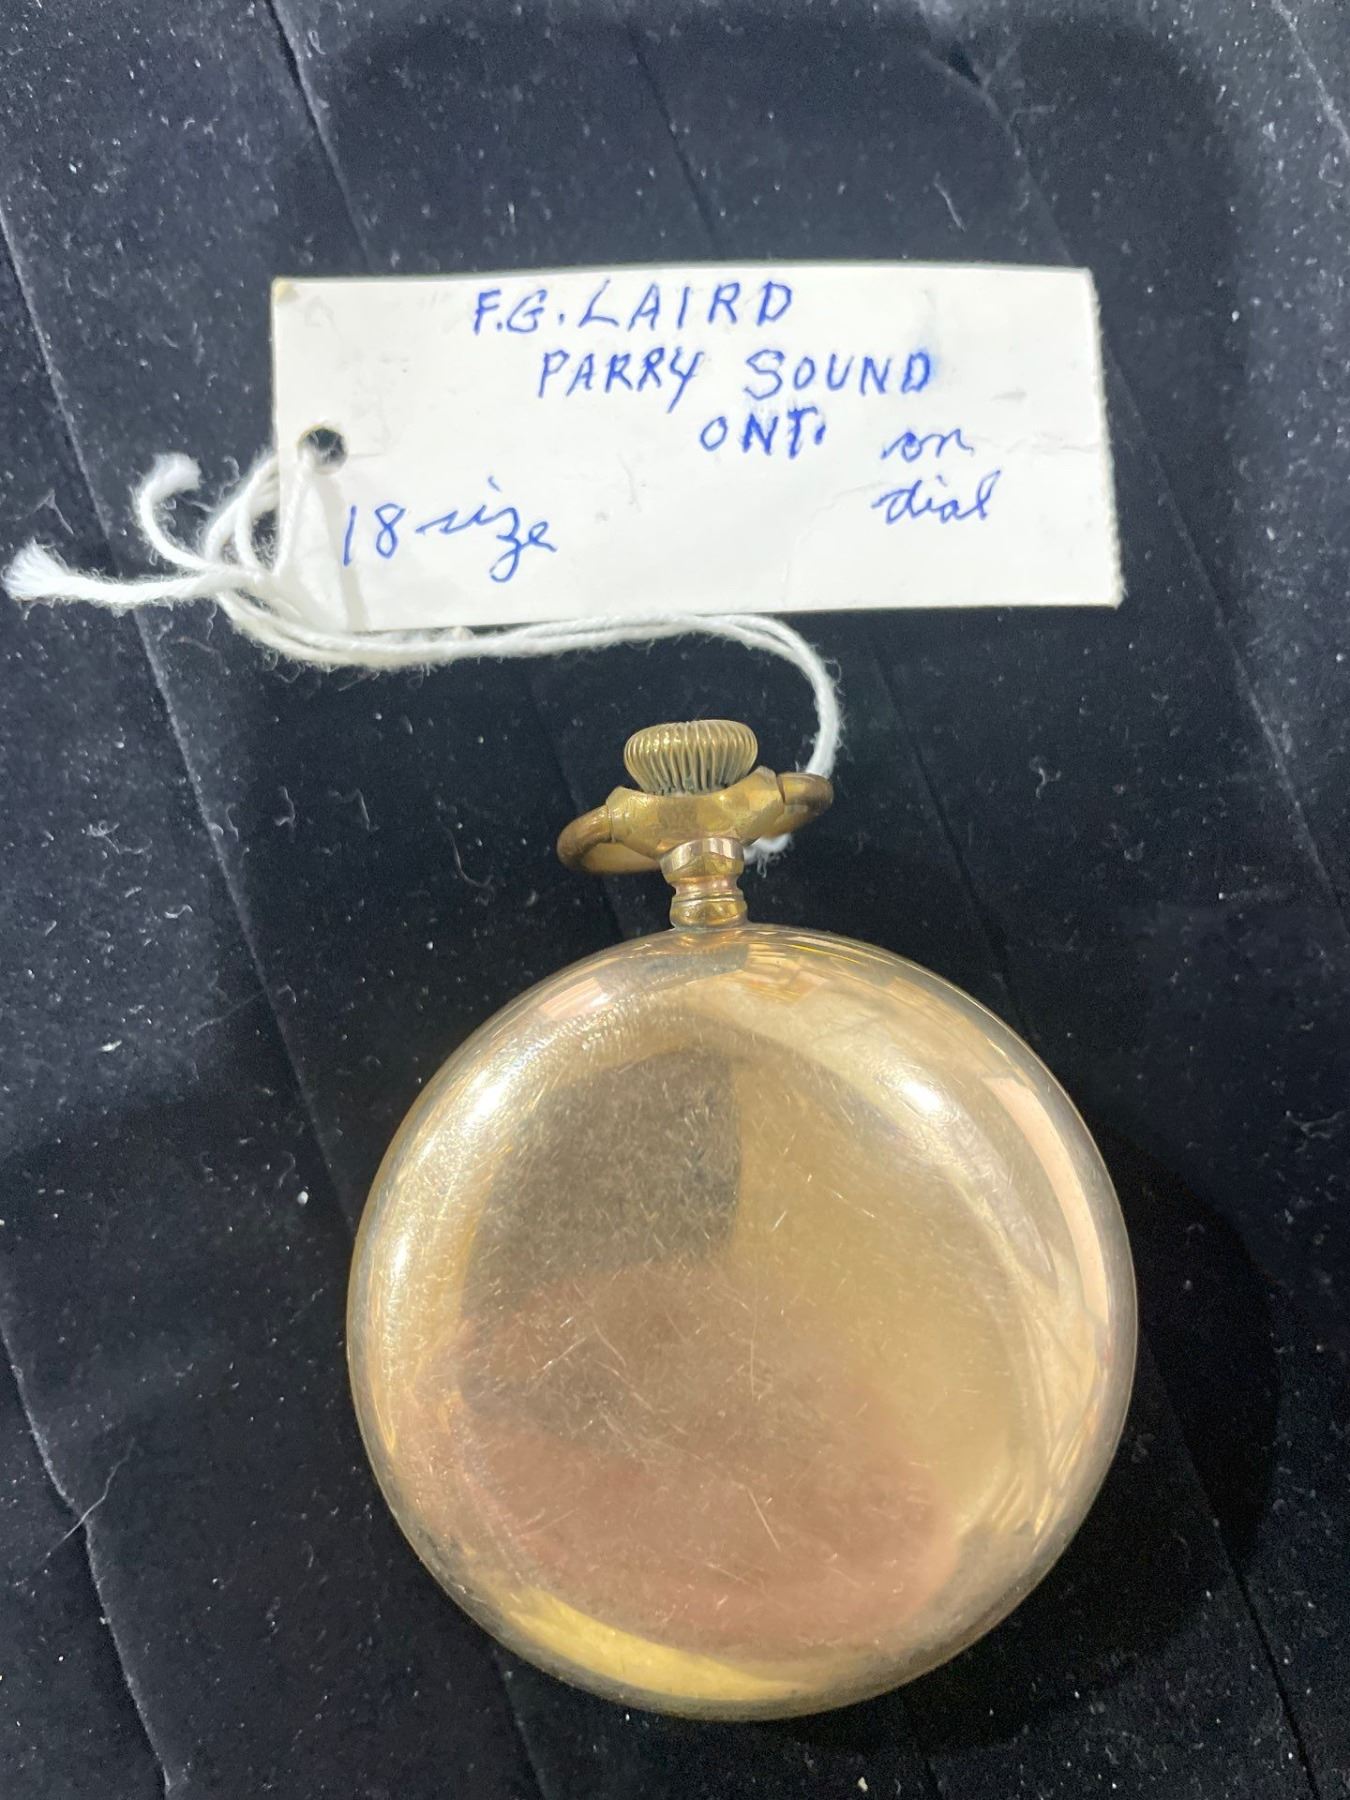 F.G. LAIRD
PARRY SOUND
ONT. on
dial
18 size